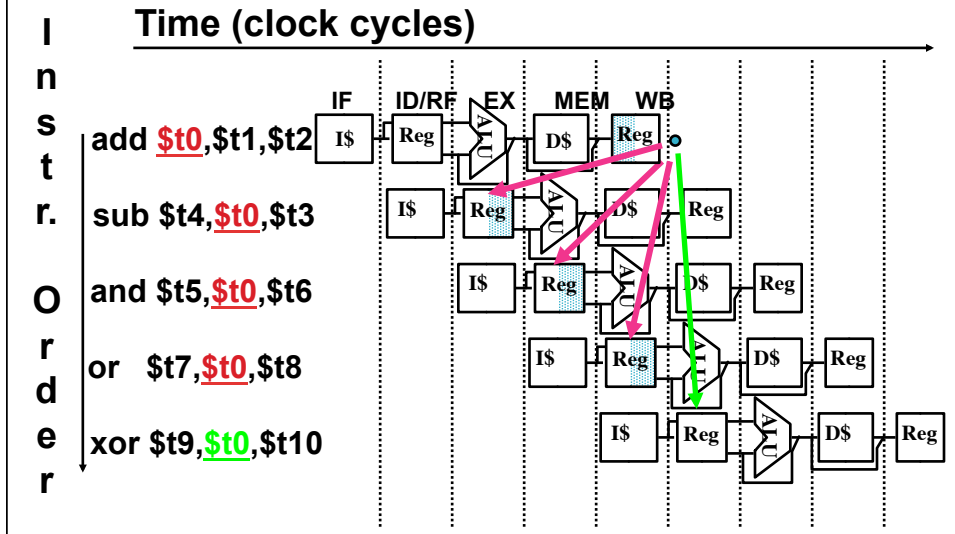 Time (clock cycles)
Instr. Order
IF ID/RF EX MEM WB
add $t0,$t1,$t2 I$ Reg ALU D$ Reg
sub $t4,$t0,$t3 I$ Reg ALU D$ Reg
and $t5,$t0,$t6 I$ Reg ALU D$ Reg
or $t7,$t0,$t8 I$ Reg ALU D$ Reg
xor $t9,$t0,$t10 I$ Reg ALU D$ Reg